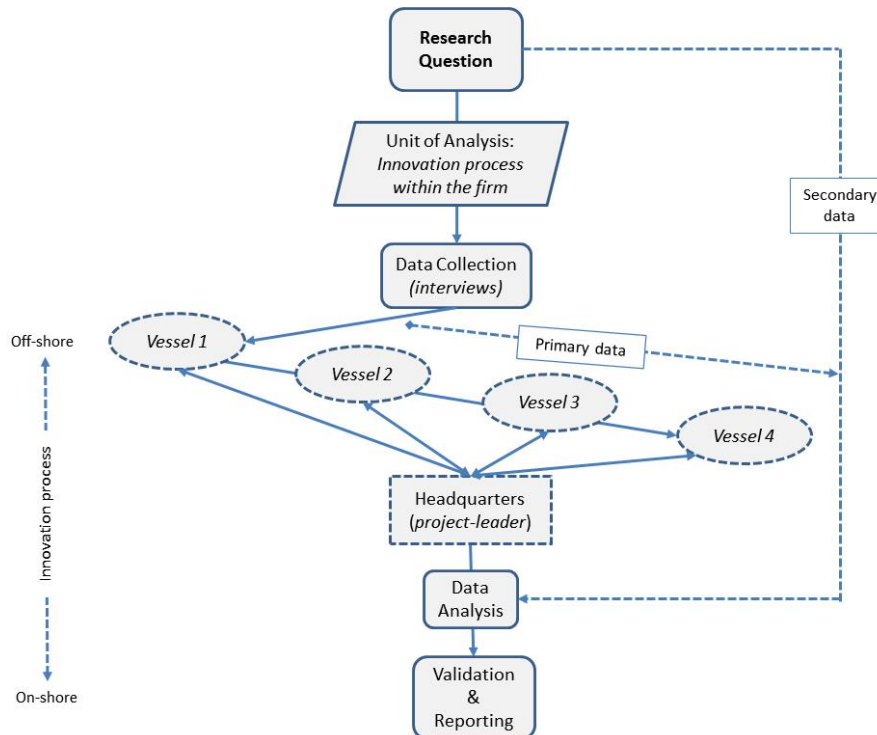 Research
Question
Unit of Analysis:
Innovation process
within the firm
Secondary
data
Data Collection
(interviews)
Off-shore
Vessel 1
Primary data
Vessel 2
Vessel 3
Vessel 4
Innovation process
Headquarters
(project-leader)
Data
Analysis
Validation
&
Reporting
On-shore